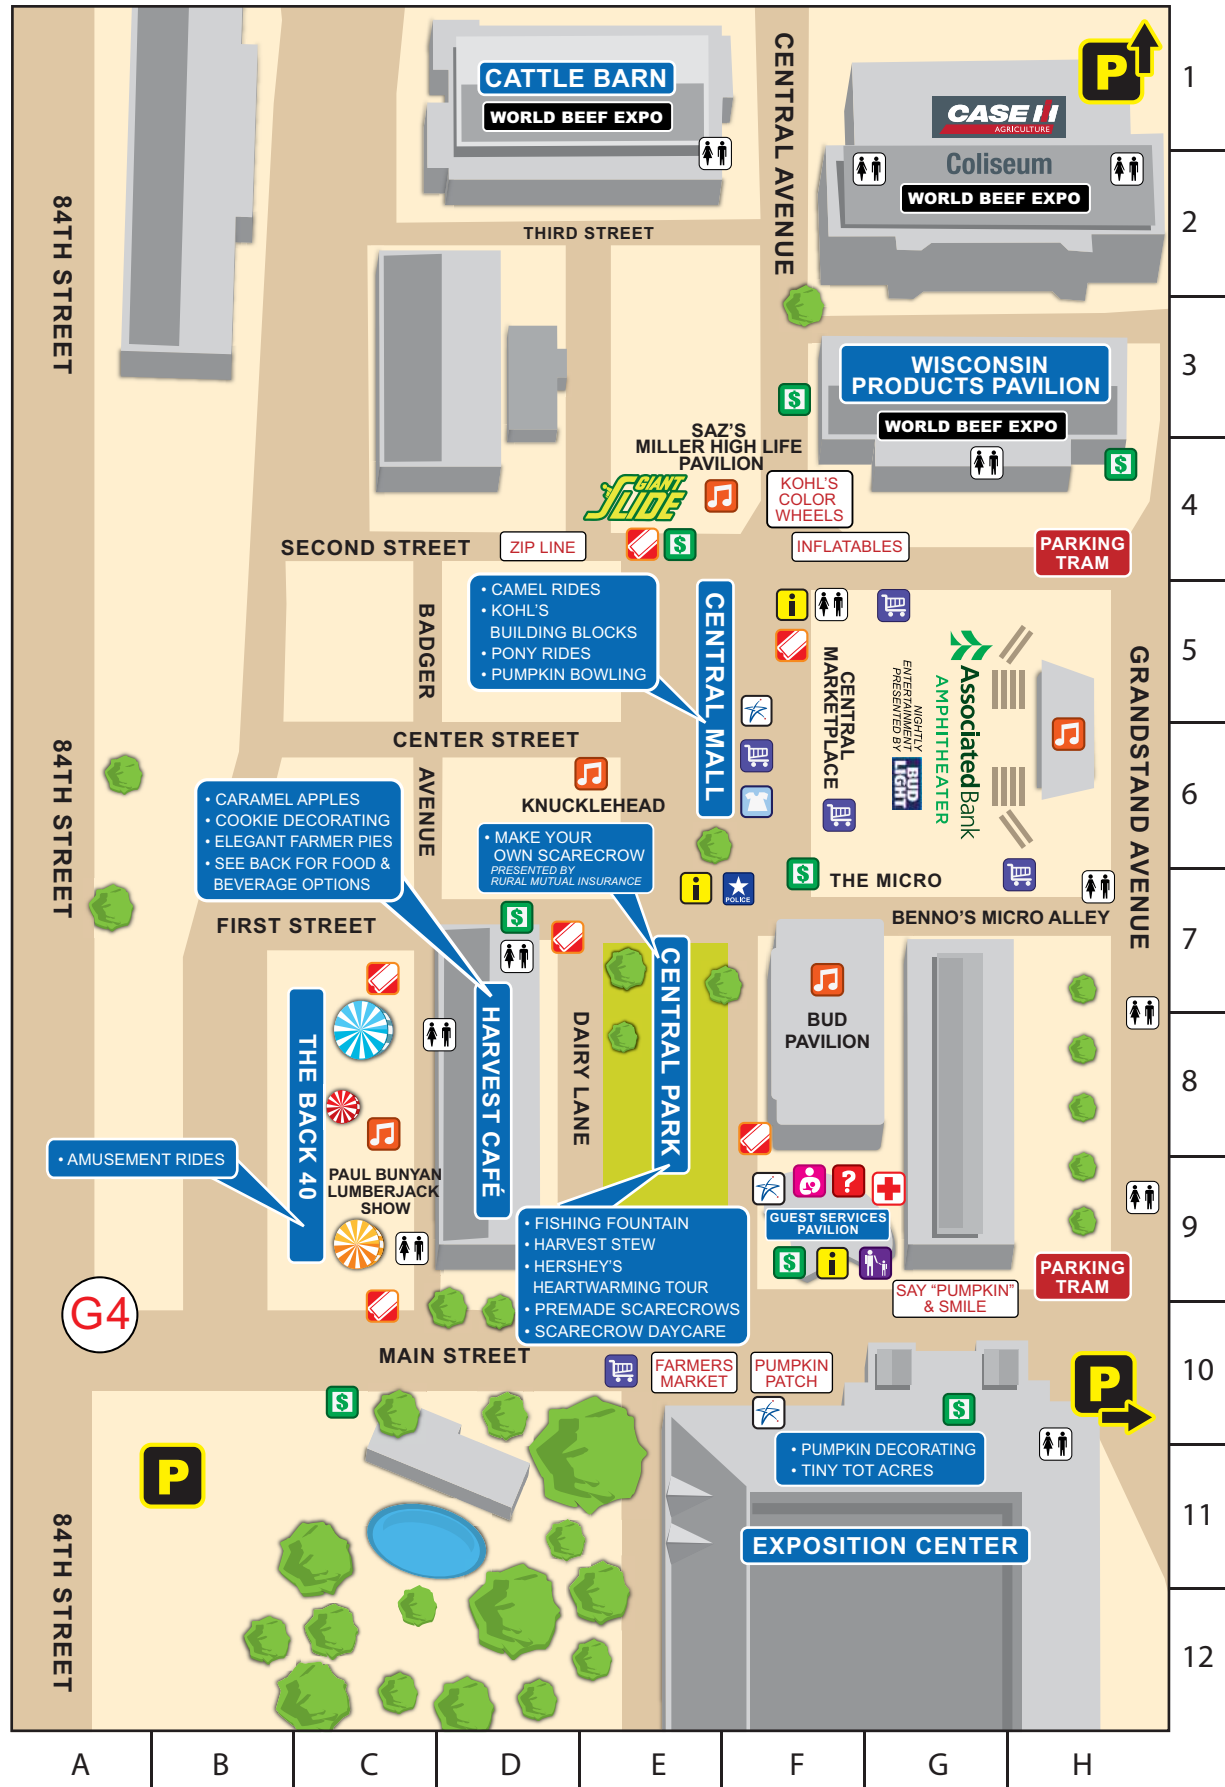 CATTLE BARN
WORLD BEEF EXPO
CENTRAL AVENUE
P
1
CASE IH
AGRICULTURE
Coliseum
WORLD BEEF EXPO
2
84TH STREET
THIRD STREET
WISCONSIN
PRODUCTS PAVILION
WORLD BEEF EXPO
3
$
SAZ'S
MILLER HIGH LIFE
PAVILION
GIANT
SLIDE
KOHL'S
COLOR
WHEELS
$
4
SECOND STREET
ZIP LINE
$
INFLATABLES
PARKING
TRAM
• CAMEL RIDES
• KOHL'S
BUILDING BLOCKS
• PONY RIDES
• PUMPKIN BOWLING
BADGER
AVENUE
CENTRAL MALL
i
CENTRAL
MARKETPLACE
NIGHTLY
ENTERTAINMENT
PRESENTED BY
BUD
LIGHT
AssociatedBank
AMPHITHEATER
GRANDSTAND AVENUE
5
84TH STREET
CENTER STREET
KNUCKLEHEAD
6
• CARAMEL APPLES
• COOKIE DECORATING
• ELEGANT FARMER PIES
• SEE BACK FOR FOOD &
BEVERAGE OPTIONS
• MAKE YOUR
OWN SCARECROW
PRESENTED BY
RURAL MUTUAL INSURANCE
i
POLICE
$
THE MICRO
BENNO'S MICRO ALLEY
FIRST STREET
$
7
THE BACK 40
HARVEST CAFÉ
DAIRY LANE
CENTRAL PARK
BUD
PAVILION
8
• AMUSEMENT RIDES
PAUL BUNYAN
LUMBERJACK
SHOW
?
GUEST SERVICES
PAVILION
$
i
9
• FISHING FOUNTAIN
• HARVEST STEW
• HERSHEY'S
HEARTWARMING TOUR
• PREMADE SCARECROWS
• SCARECROW DAYCARE
SAY "PUMPKIN"
& SMILE
PARKING
TRAM
G4
MAIN STREET
FARMERS
MARKET
PUMPKIN
PATCH
P
10
$
$
• PUMPKIN DECORATING
• TINY TOT ACRES
P
EXPOSITION CENTER
11
84TH STREET
12
A B C D E F G H